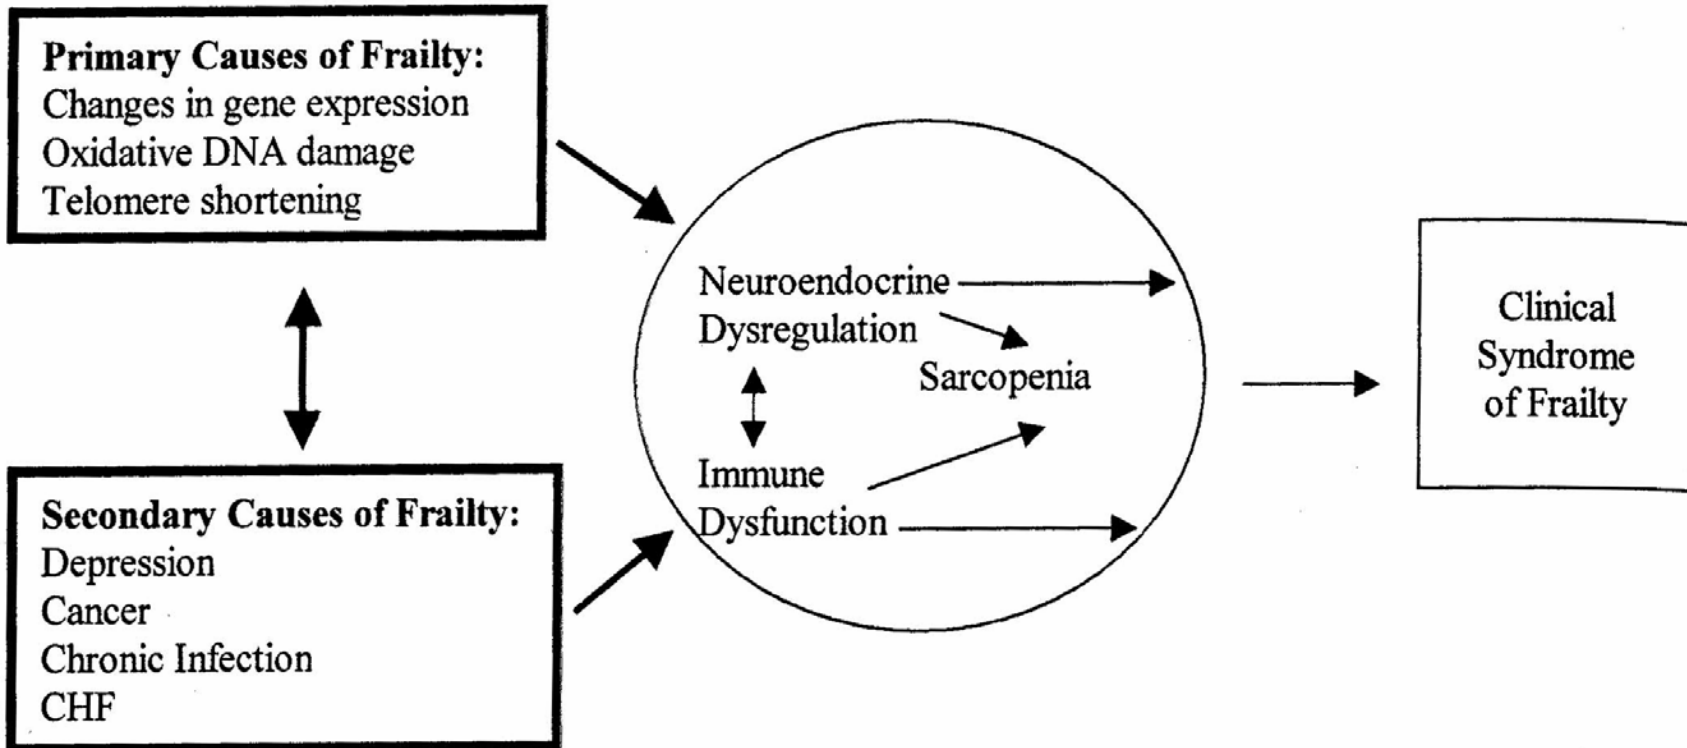 Primary Causes of Frailty:
Changes in gene expression
Oxidative DNA damage
Telomere shortening
Neuroendocrine
Dysregulation
Sarcopenia
Immune
Dysfunction
Clinical
Syndrome
of Frailty
Secondary Causes of Frailty:
Depression
Cancer
Chronic Infection
CHF